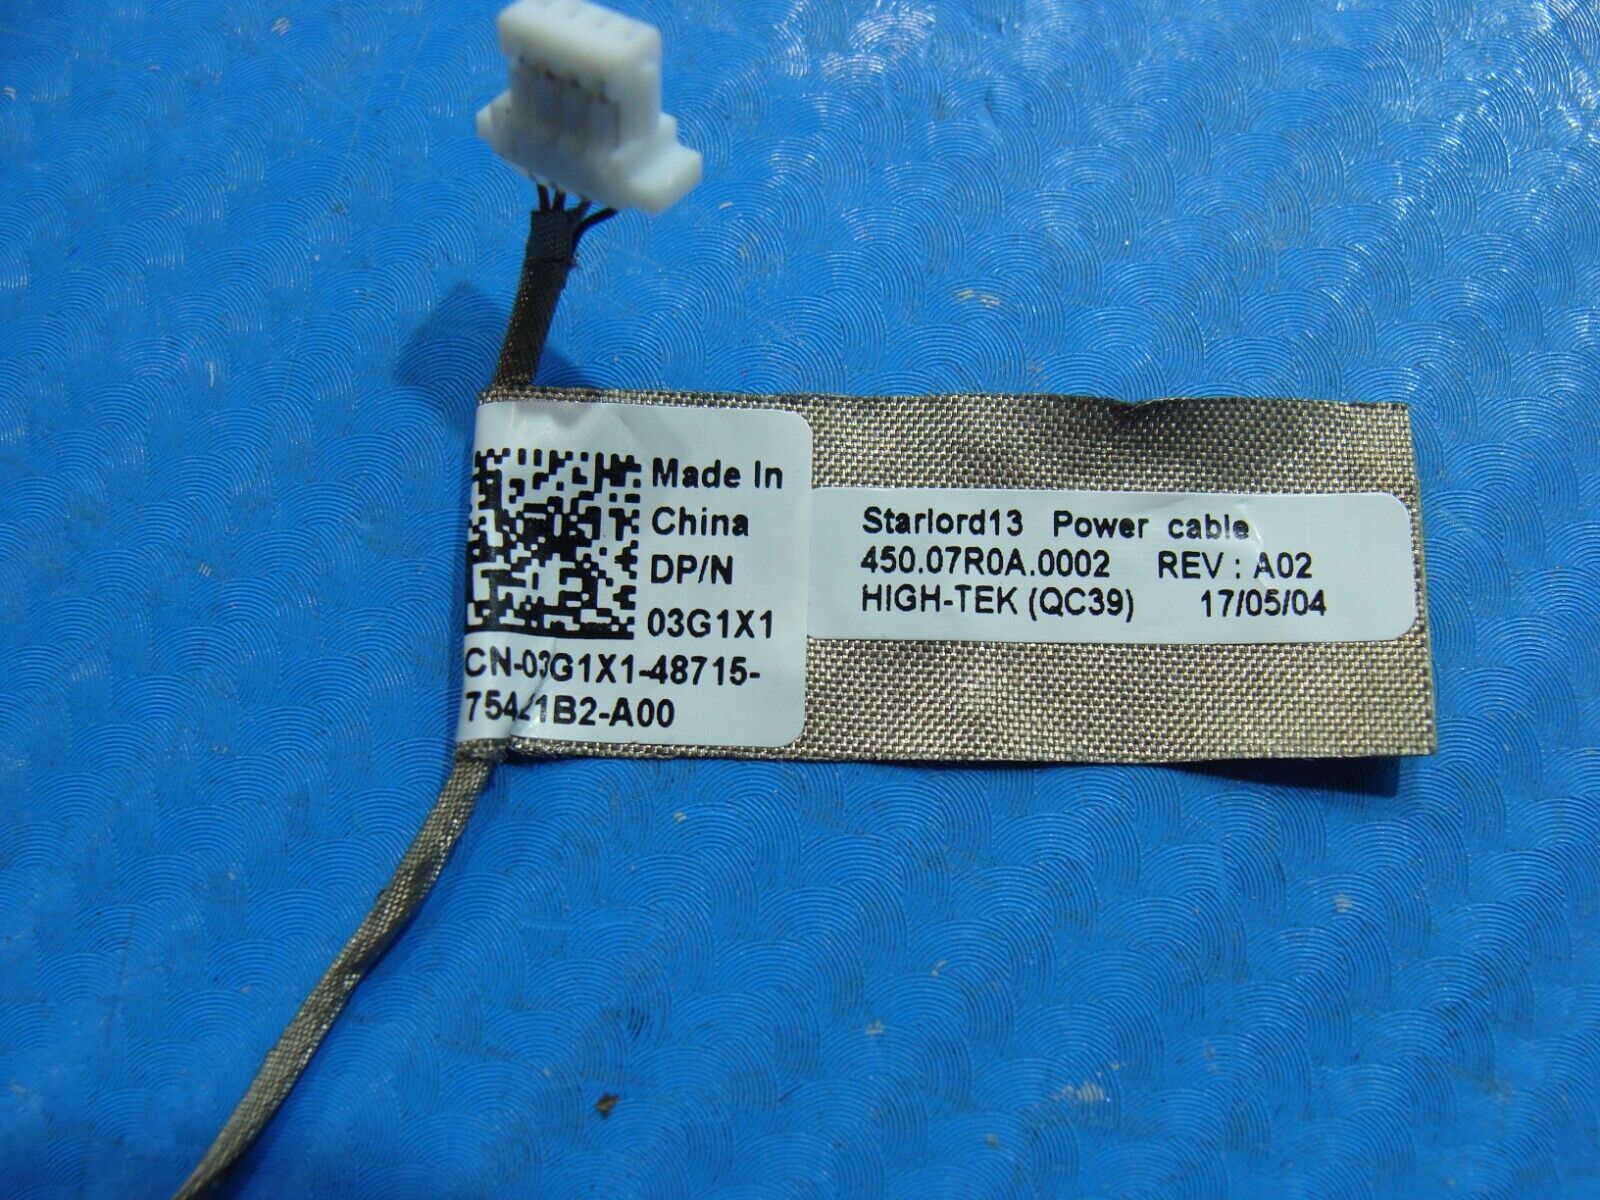 Made In
China
DP/N
03G1X1
CN-03G1X1-48715-
1B2-A00
Starlord13 Power cable
450.07R0A.0002 REV : A02
HIGH-TEK (QC39) 17/05/04